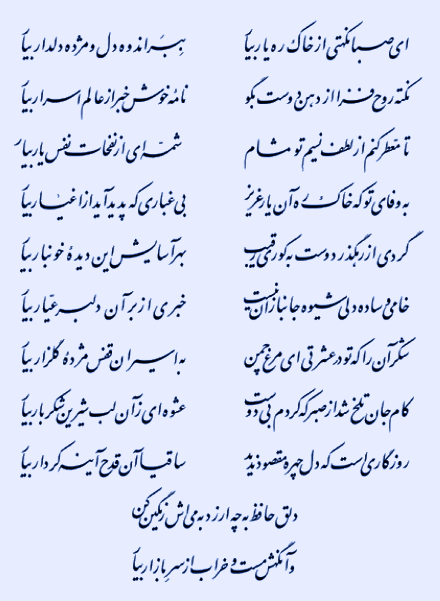 ای صبا نکهتی از خاک ره یار بیار ببر اندوه دل و مژده دلدار بیار
نکته روح‌فزا از دهن دوست بگو نامه خوش خبر از عالم اسرار بیار
تا معطر کنم از لطف نسیم تو مشام شمه‌ای از نفحات نفس یار بیار
به وفای تو که خاک ره آن یار عزیز بی غباری که پدید آید از اغیار بیار
گردی از رهگذر دوست به کوری رقیب بهر آسایش این دیده خونبار بیار
خامی و ساده دلی شیوه جانبازان نیست خبری از بر آن دلبر عیار بیار
شکر آن را که تو در عشرتی ای مرغ چمن به اسیران قفس مژده گلزار بیار
کام جان تلخ شد از صبر که کردم بی دوست عشوه‌ای زان لب شیرین شکربار بیار
روزگاری است که دل چهره مقصود ندید ساقیا آن قدح آینه کردار بیار
دلق حافظ به چه ارزد به می‌اش رنگین کن
وآنگهش مست و خراب از سر بازار بیار